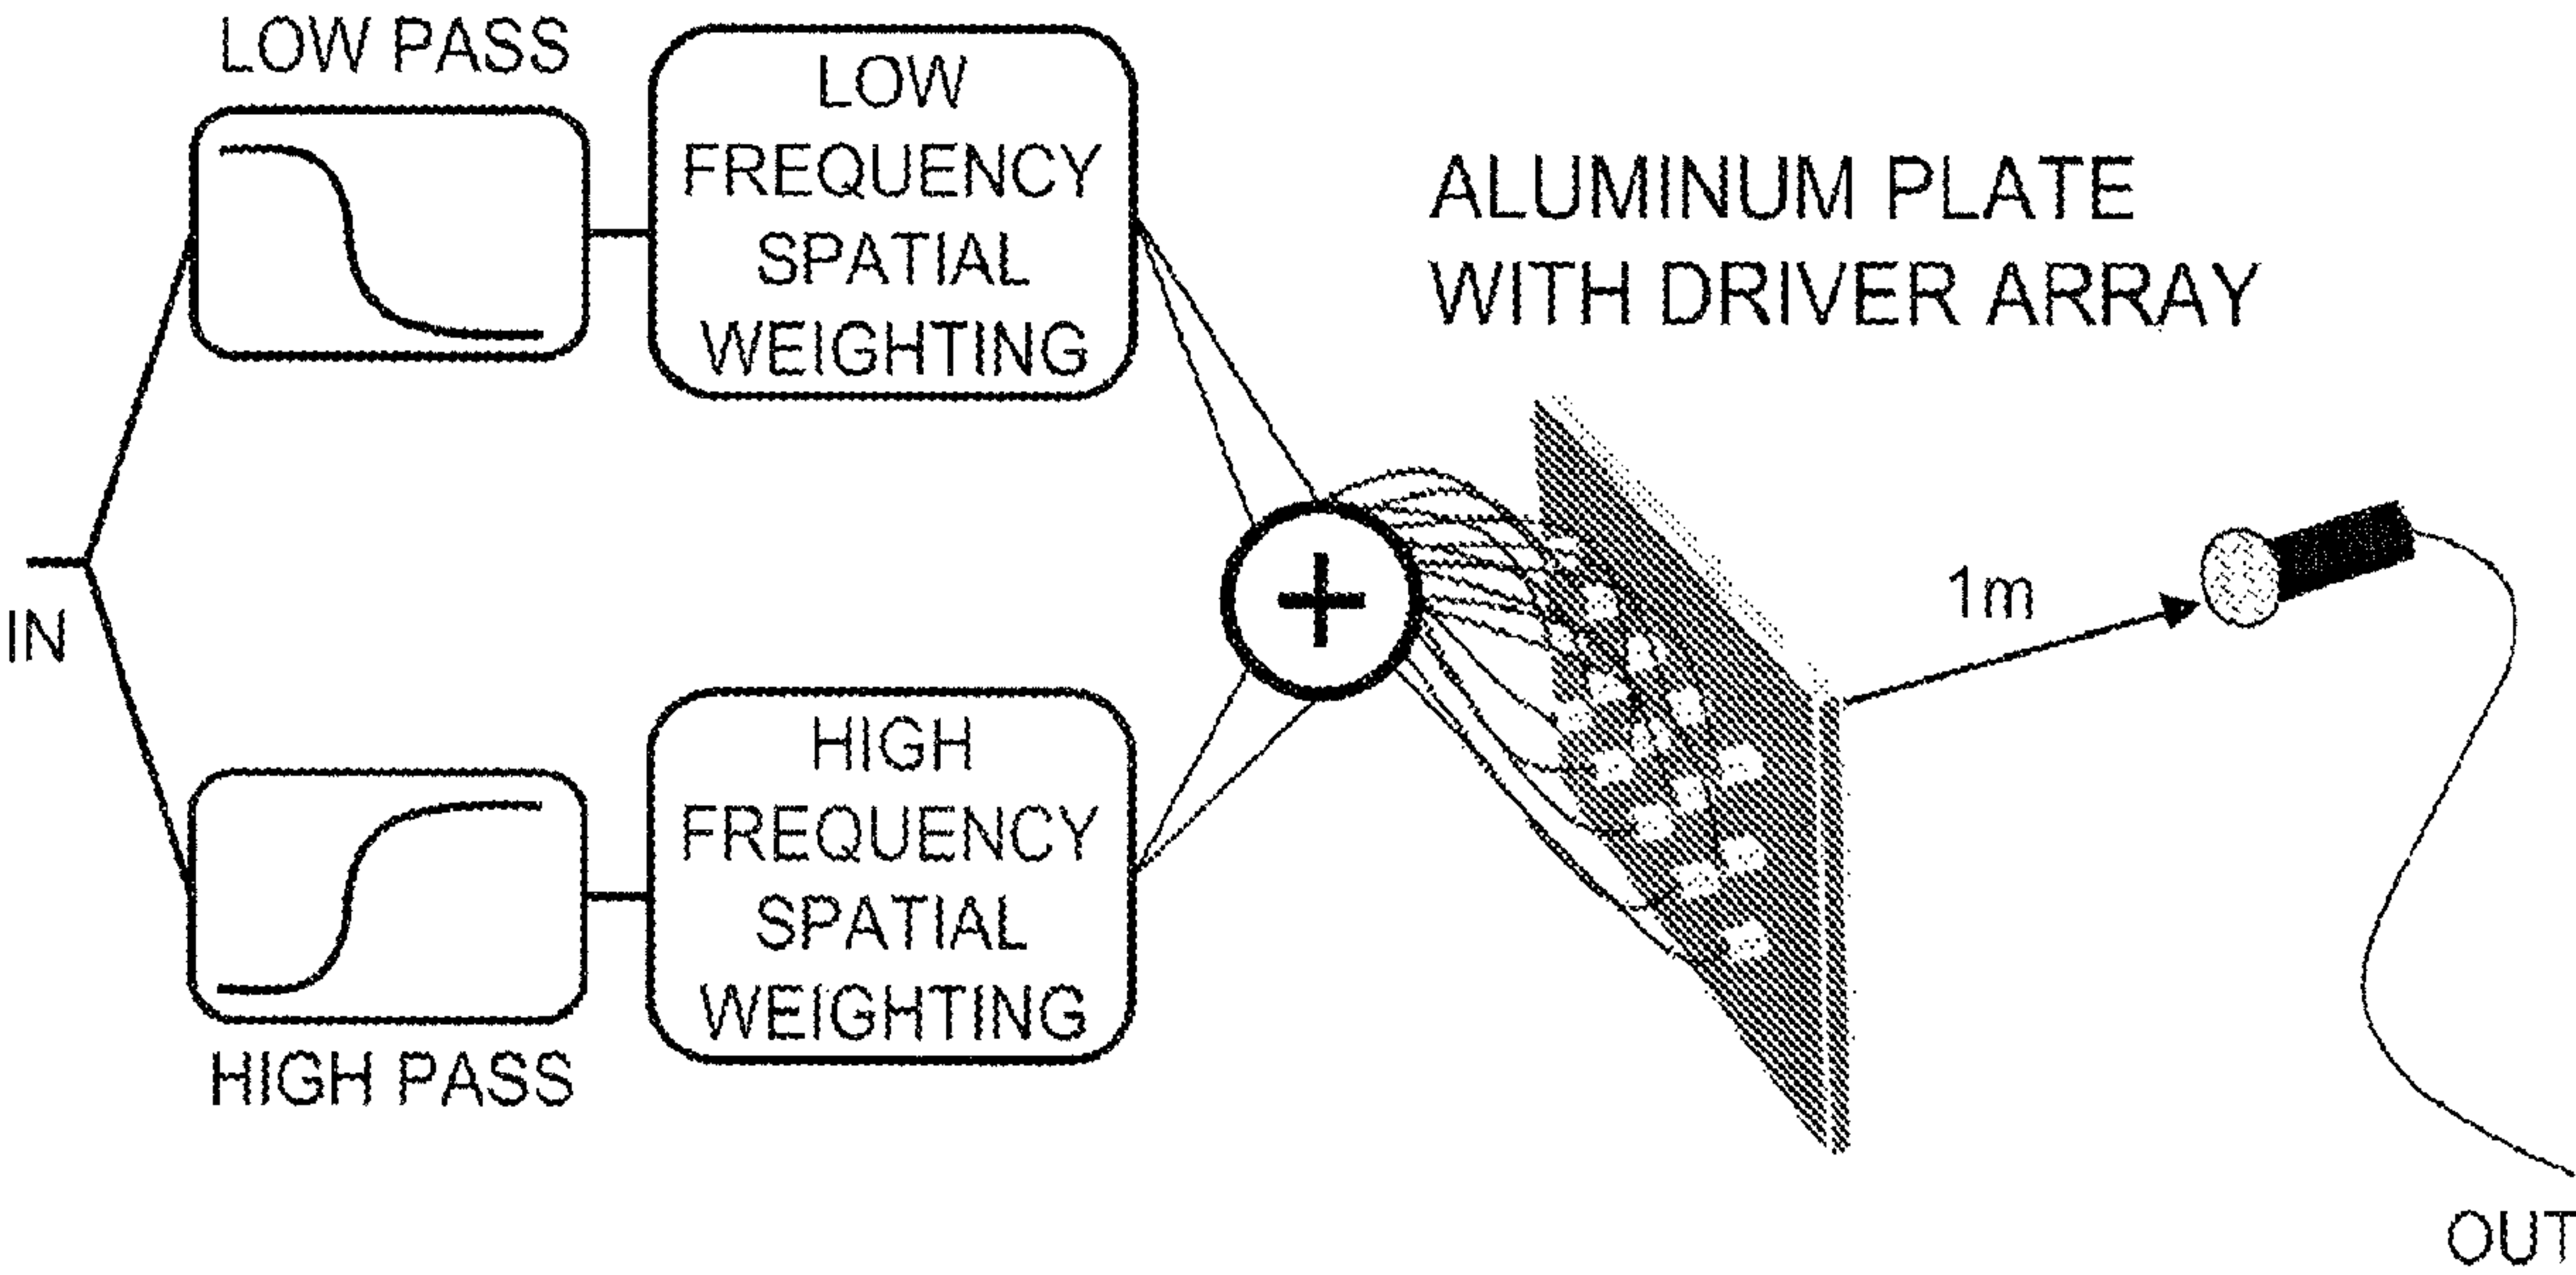 LOW PASS
LOW
FREQUENCY
SPATIAL
WEIGHTING
ALUMINUM PLATE
WITH DRIVER ARRAY
IN
+
1m
HIGH
FREQUENCY
SPATIAL
WEIGHTING
HIGH PASS
OUT